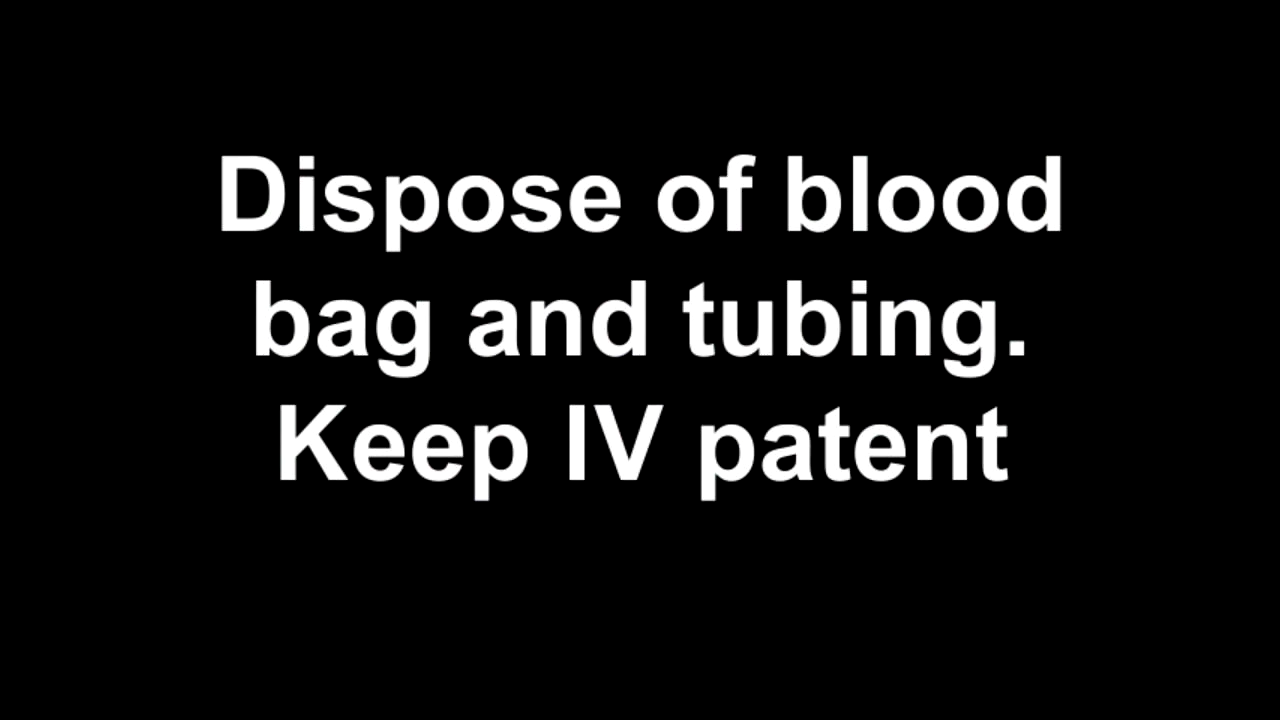 Dispose of blood
bag and tubing.
Keep IV patent